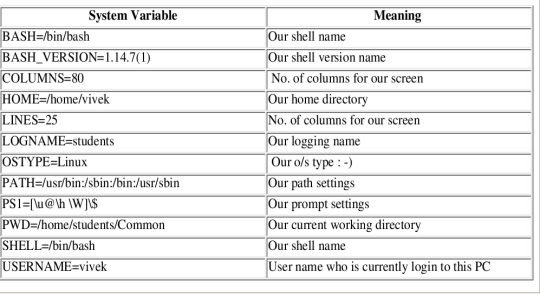 System Variable Meaning
BASH=/bin/bash Our shell name
BASH_VERSION=1.14.7(1) Our shell version name
COLUMNS=80 No. of columns for our screen
HOME=/home/vivek Our home directory
LINES=25 No. of columns for our screen
LOGNAME=students Our logging name
OSTYPE=Linux Our o/s type : -)
PATH=/usr/bin:/sbin:/bin:/usr/sbin Our path settings
PS1=[\u@\h \W]\$ Our prompt settings
PWD=/home/students/Common Our current working directory
SHELL=/bin/bash Our shell name
USERNAME=vivek User name who is currently login to this PC